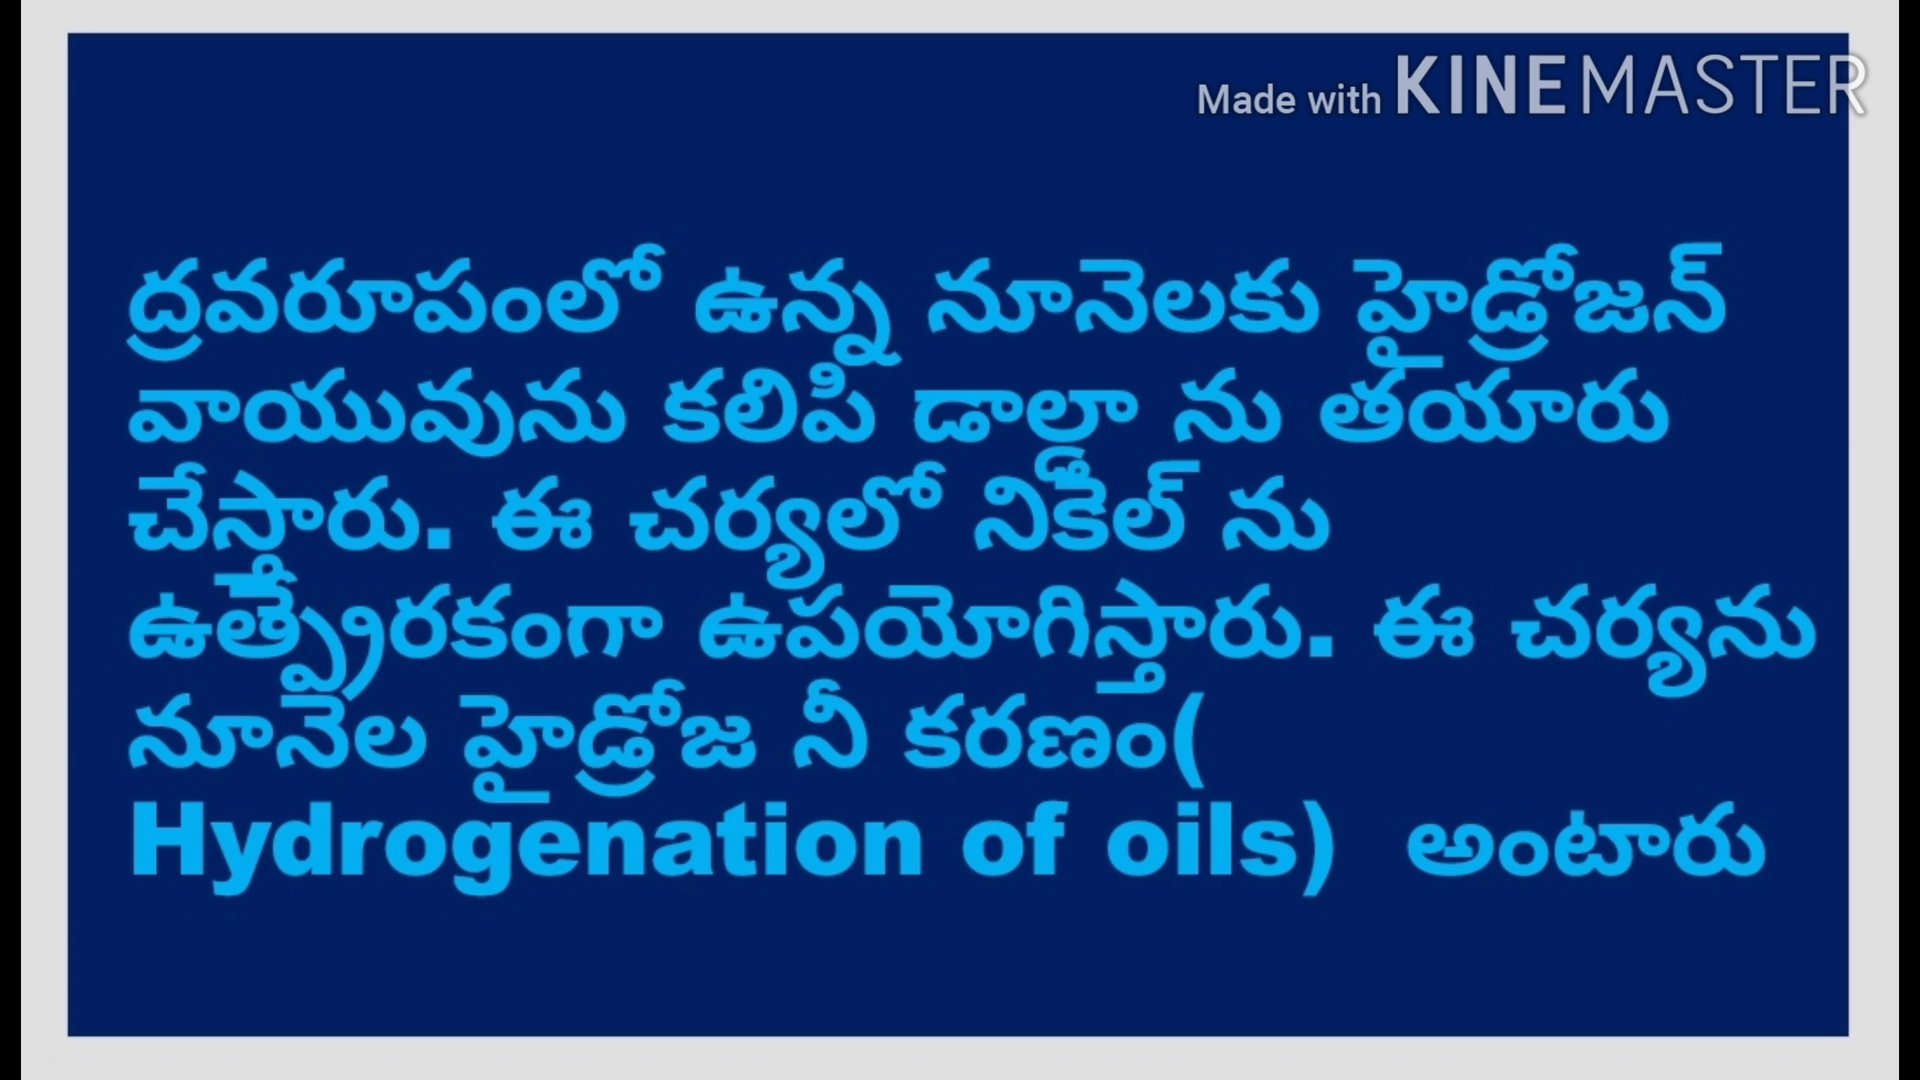 Made with KINEMASTER
ద్రవరూపంలో ఉన్న నూనెలకు హైడ్రోజన్
వాయువును కలిపి డాల్డా ను తయారు
చేస్తారు. ఈ చర్యలో నికెల్ ను
ఉత్ప్రేరకంగా ఉపయోగిస్తారు. ఈ చర్యను
నూనెల హైడ్రోజ నీ కరణం(
Hydrogenation of oils) అంటారు